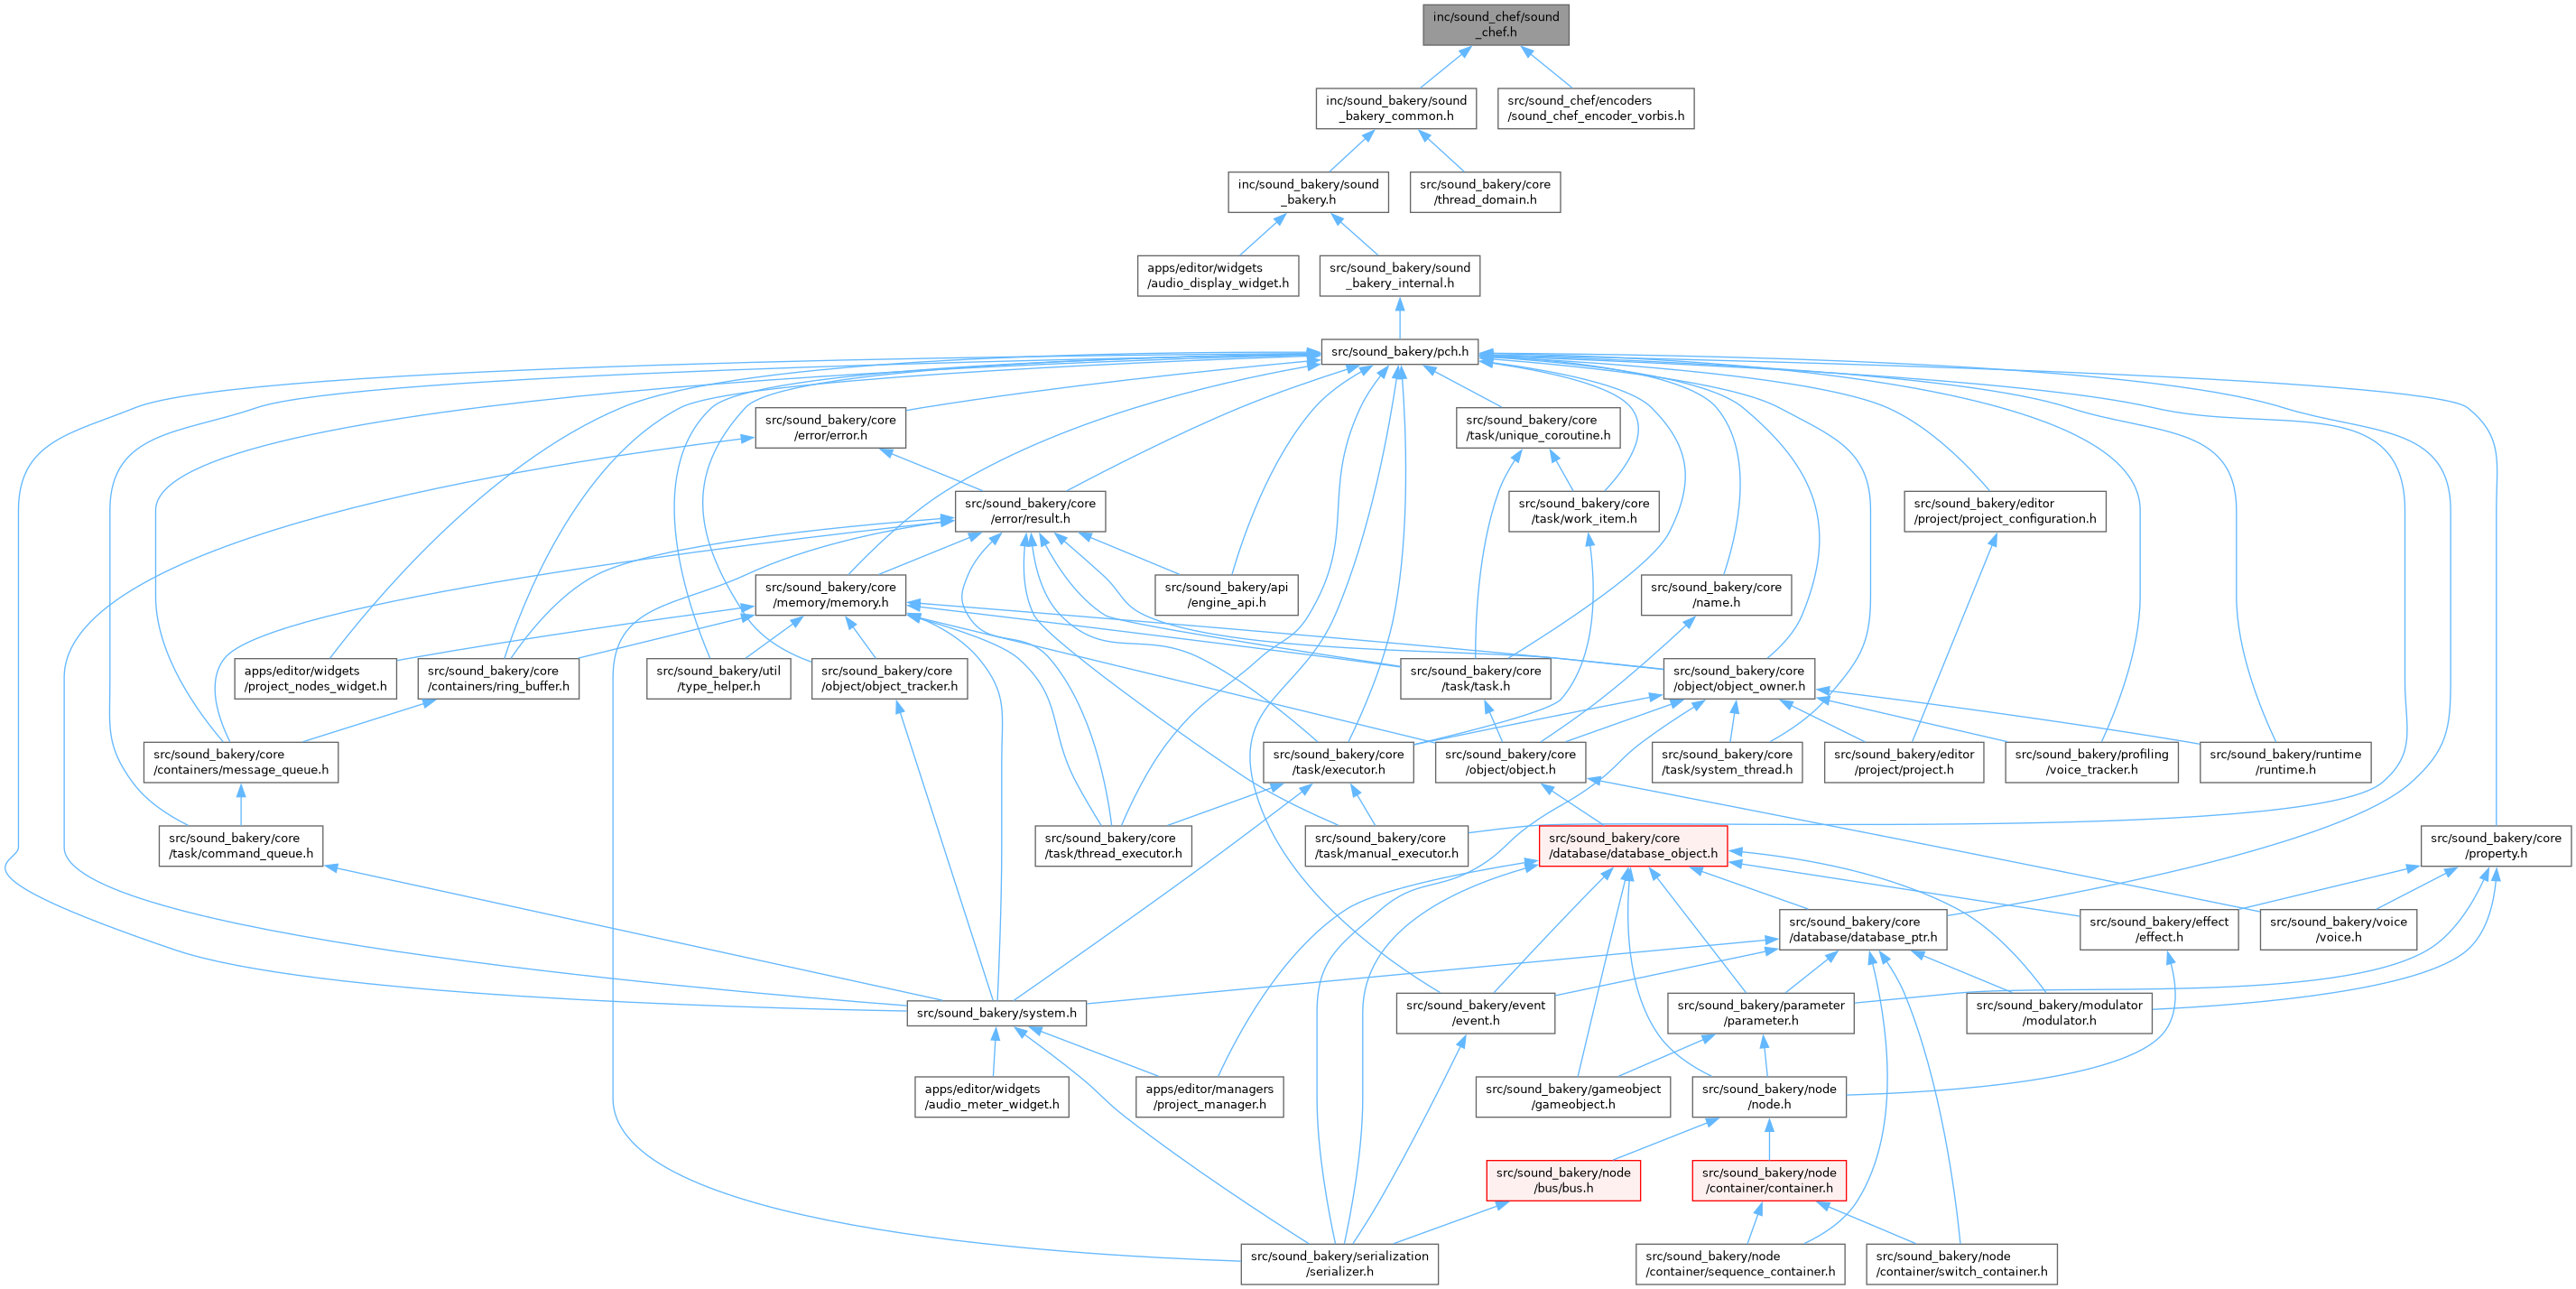 inc/sound_chef/sound
_chef.h
inc/sound_bakery/sound
_bakery_common.h
src/sound_chef/encoders
/sound_chef_encoder_vorbis.h
inc/sound_bakery/sound
_bakery.h
src/sound_bakery/core
/thread_domain.h
apps/editor/widgets
/audio_display_widget.h
src/sound_bakery/sound
_bakery_internal.h
src/sound_bakery/pch.h
src/sound_bakery/core
/error/error.h
src/sound_bakery/core
/task/unique_coroutine.h
src/sound_bakery/core
/error/result.h
src/sound_bakery/core
/task/work_item.h
src/sound_bakery/editor
/project/project_configuration.h
src/sound_bakery/core
/memory/memory.h
src/sound_bakery/api
/engine_api.h
src/sound_bakery/core
/name.h
apps/editor/widgets
/project_nodes_widget.h
src/sound_bakery/core
/containers/ring_buffer.h
src/sound_bakery/util
/type_helper.h
src/sound_bakery/core
/object/object_tracker.h
src/sound_bakery/core
/task/task.h
src/sound_bakery/core
/object/object_owner.h
src/sound_bakery/core
/containers/message_queue.h
src/sound_bakery/core
/task/executor.h
src/sound_bakery/core
/object/object.h
src/sound_bakery/core
/task/system_thread.h
src/sound_bakery/editor
/project/project.h
src/sound_bakery/profiling
/voice_tracker.h
src/sound_bakery/runtime
/runtime.h
src/sound_bakery/core
/task/command_queue.h
src/sound_bakery/core
/task/thread_executor.h
src/sound_bakery/core
/task/manual_executor.h
src/sound_bakery/core
/database/database_object.h
src/sound_bakery/core
/property.h
src/sound_bakery/core
/database/database_ptr.h
src/sound_bakery/effect
/effect.h
src/sound_bakery/voice
/voice.h
src/sound_bakery/system.h
src/sound_bakery/event
/event.h
src/sound_bakery/parameter
/parameter.h
src/sound_bakery/modulator
/modulator.h
apps/editor/widgets
/audio_meter_widget.h
apps/editor/managers
/project_manager.h
src/sound_bakery/gameobject
/gameobject.h
src/sound_bakery/node
/node.h
src/sound_bakery/node
/bus/bus.h
src/sound_bakery/node
/container/container.h
src/sound_bakery/serialization
/serializer.h
src/sound_bakery/node
/container/sequence_container.h
src/sound_bakery/node
/container/switch_container.h